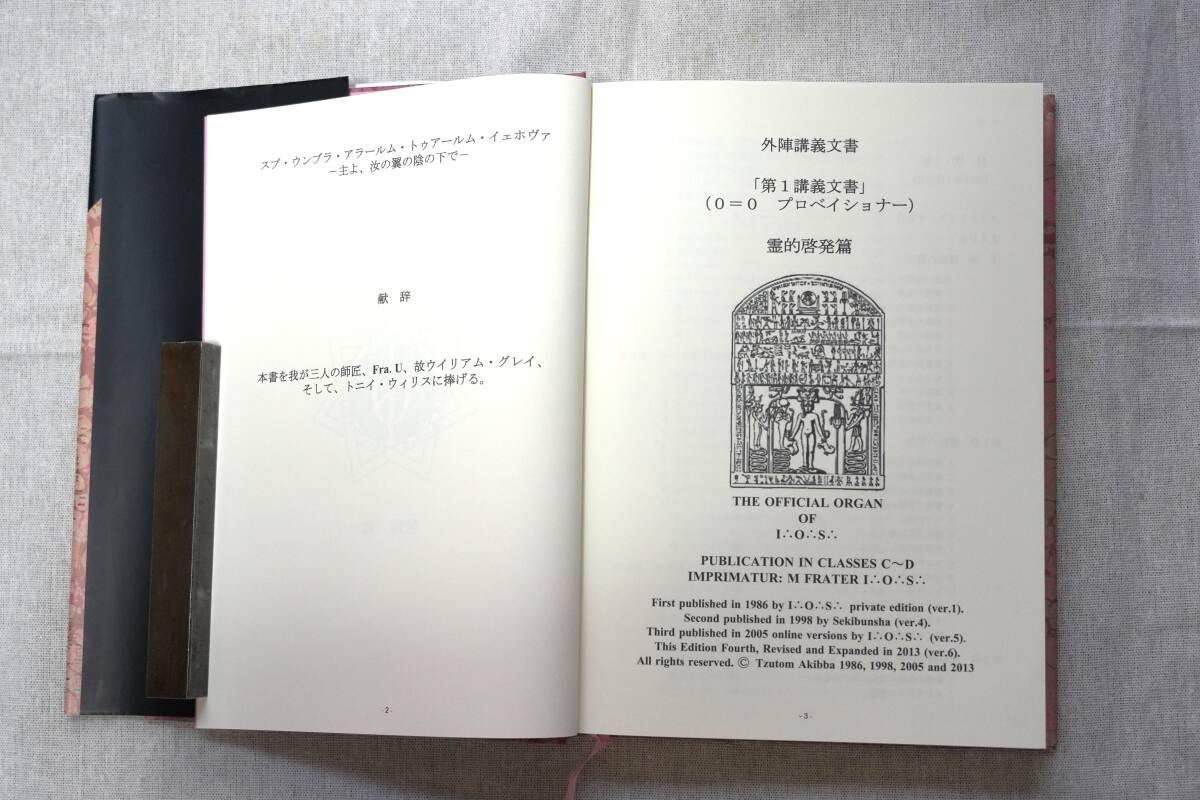 スブ・ウンブラ・アラールム・トゥアールム・イェホヴァ
－主よ、汝の翼の陰の下で－
献 辞
本書を我が三人の師匠、Fra. U、故ウイリアム・グレイ、
そして、トニイ・ウィリスに捧げる。
-2-
外陣講義文書
「第１講義文書」
（０＝０　プロベイショナー）
霊的啓発篇
THE OFFICIAL ORGAN
OF
I∴O∴S∴
PUBLICATION IN CLASSES C～D
IMPRIMATUR: M FRATER I∴O∴S∴
First published in 1986 by I∴O∴S∴ private edition (ver.1).
Second published in 1998 by Sekibunsha (ver.4).
Third published in 2005 online versions by I∴O∴S∴ (ver.5).
This Edition Fourth, Revised and Expanded in 2013 (ver.6).
All rights reserved. Ⓒ Tzutom Akibba 1986, 1998, 2005 and 2013
-3-